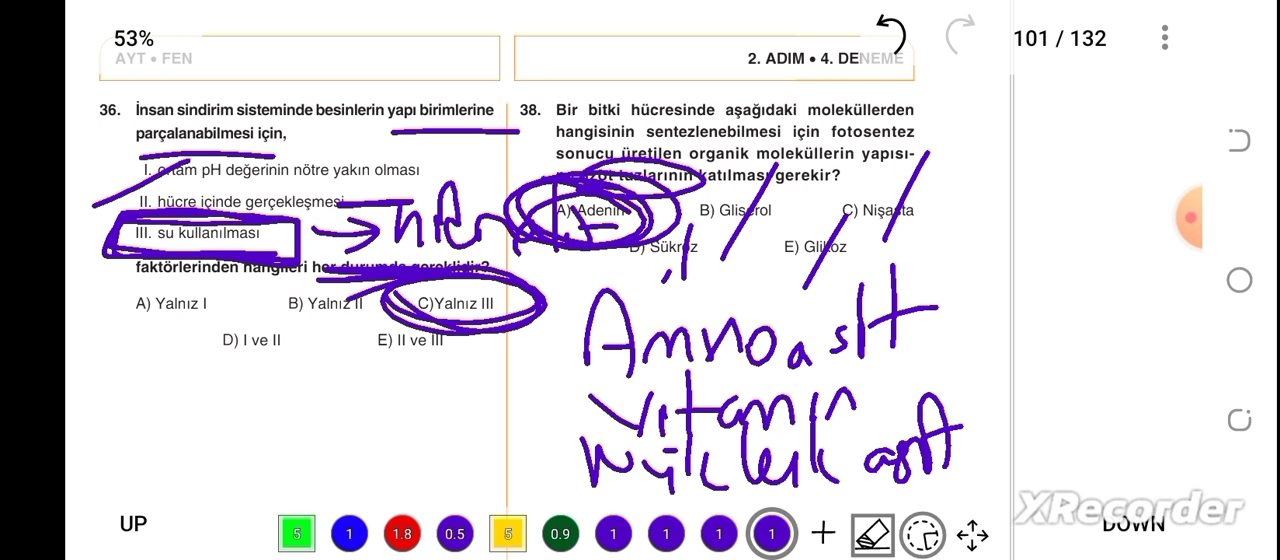 53%
101 / 132
AYT • FEN
2. ADIM • 4. DENEME
36. İnsan sindirim sisteminde besinlerin yapı birimlerine
parçalanabilmesi için,
I. ortam pH değerinin nötre yakın olması
II. hücre içinde gerçekleşmesi
III. su kullanılması
faktörlerinden hangileri her durumda gereklidir?
A) Yalnız I B) Yalnız II C)Yalnız III
D) I ve II E) II ve III
38. Bir bitki hücresinde aşağıdaki moleküllerden
hangisinin sentezlenebilmesi için fotosentez
sonucu üretilen organik moleküllerin yapısı-
na azot tuzlarının katılması gerekir?
A) Adenin B) Gliserol C) Nişasta
D) Sükroz E) Glikoz
Amino asit
Vitamin
Nükleik asit
UP
5 1 1.8 0.5 5 0.9 1 1 1 1
DOWN
XRecorder